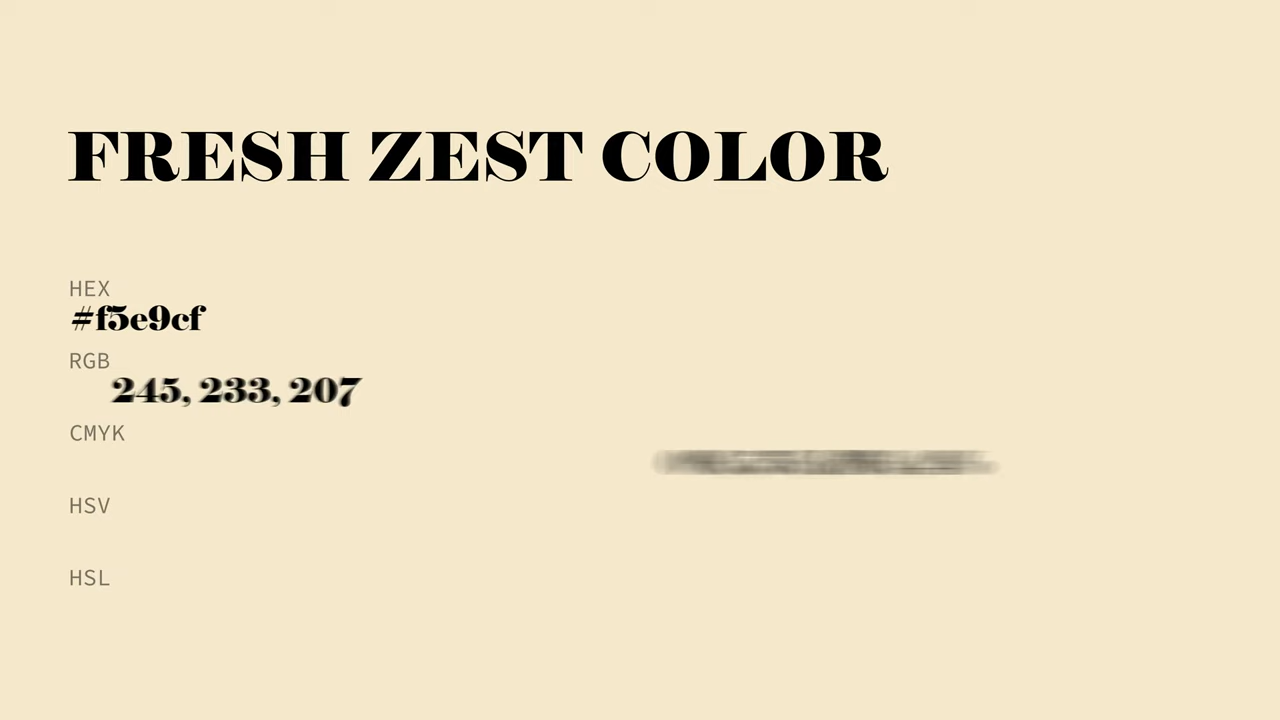 FRESH ZEST COLOR
HEX
#f5e9cf
RGB
245, 233, 207
CMYK
HSV
HSL